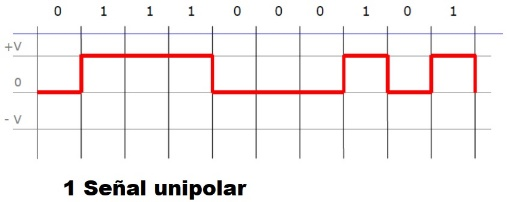 0 1 1 1 0 0 0 1 0 1
+V
0
- V
1 Señal unipolar